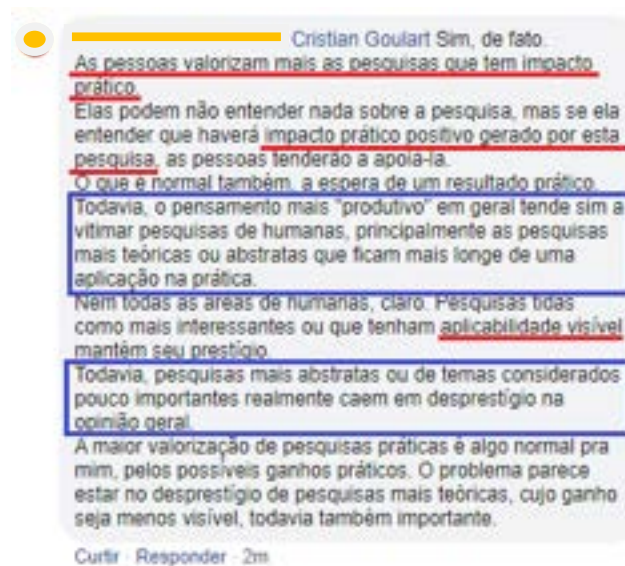 Cristian Goulart Sim, de fato.
As pessoas valorizam mais as pesquisas que tem impacto
prático.
Elas podem não entender nada sobre a pesquisa, mas se ela
entender que haverá impacto prático positivo gerado por esta
pesquisa, as pessoas tenderão a apoia-la.
O que é normal também, a espera de um resultado prático.
Todavia, o pensamento mais "produtivo" em geral tende sim a
vitimar pesquisas de humanas, principalmente as pesquisas
mais teóricas ou abstratas que ficam mais longe de uma
aplicação na prática.
Nem todas as áreas de humanas, claro. Pesquisas tidas
como mais interessantes ou que tenham aplicabilidade visível
mantém seu prestígio.
Todavia, pesquisas mais abstratas ou de temas considerados
pouco importantes realmente caem em desprestígio na
opinião geral.
A maior valorização de pesquisas práticas é algo normal pra
mim, pelos possíveis ganhos práticos. O problema parece
estar no desprestígio de pesquisas mais teóricas, cujo ganho
seja menos visível, todavia também importante.
Curtir · Responder · 2m